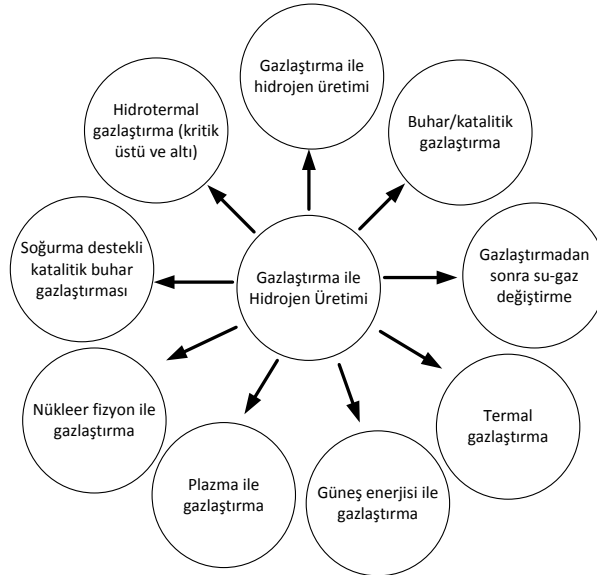 Gazlaştırma ile
hidrojen üretimi
Buhar/katalitik
gazlaştırma
Gazlaştırmadan
sonra su-gaz
değiştirme
Termal
gazlaştırma
Güneş enerjisi ile
gazlaştırma
Plazma ile
gazlaştırma
Nükleer fizyon ile
gazlaştırma
Soğurma destekli
katalitik buhar
gazlaştırması
Hidrotermal
gazlaştırma (kritik
üstü ve altı)
Gazlaştırma ile
Hidrojen Üretimi